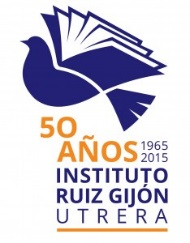 50
AÑOS 1965
2015
INSTITUTO
RUIZ GIJÓN
UTRERA